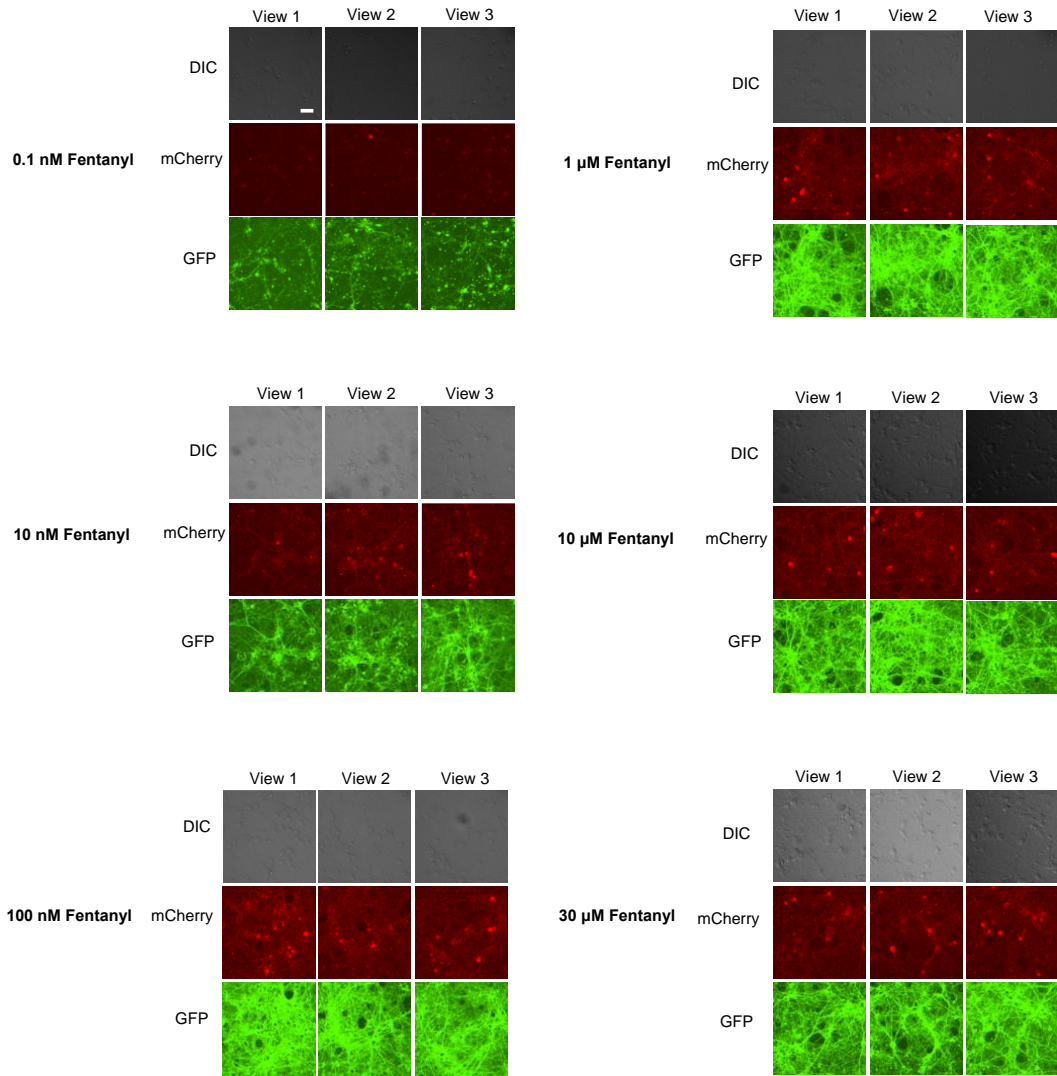 View 1 View 2 View 3
DIC
0.1 nM Fentanyl mCherry
GFP
View 1 View 2 View 3
DIC
1 µM Fentanyl mCherry
GFP
View 1 View 2 View 3
DIC
10 nM Fentanyl mCherry
GFP
View 1 View 2 View 3
DIC
10 µM Fentanyl mCherry
GFP
View 1 View 2 View 3
DIC
100 nM Fentanyl mCherry
GFP
View 1 View 2 View 3
DIC
30 µM Fentanyl mCherry
GFP